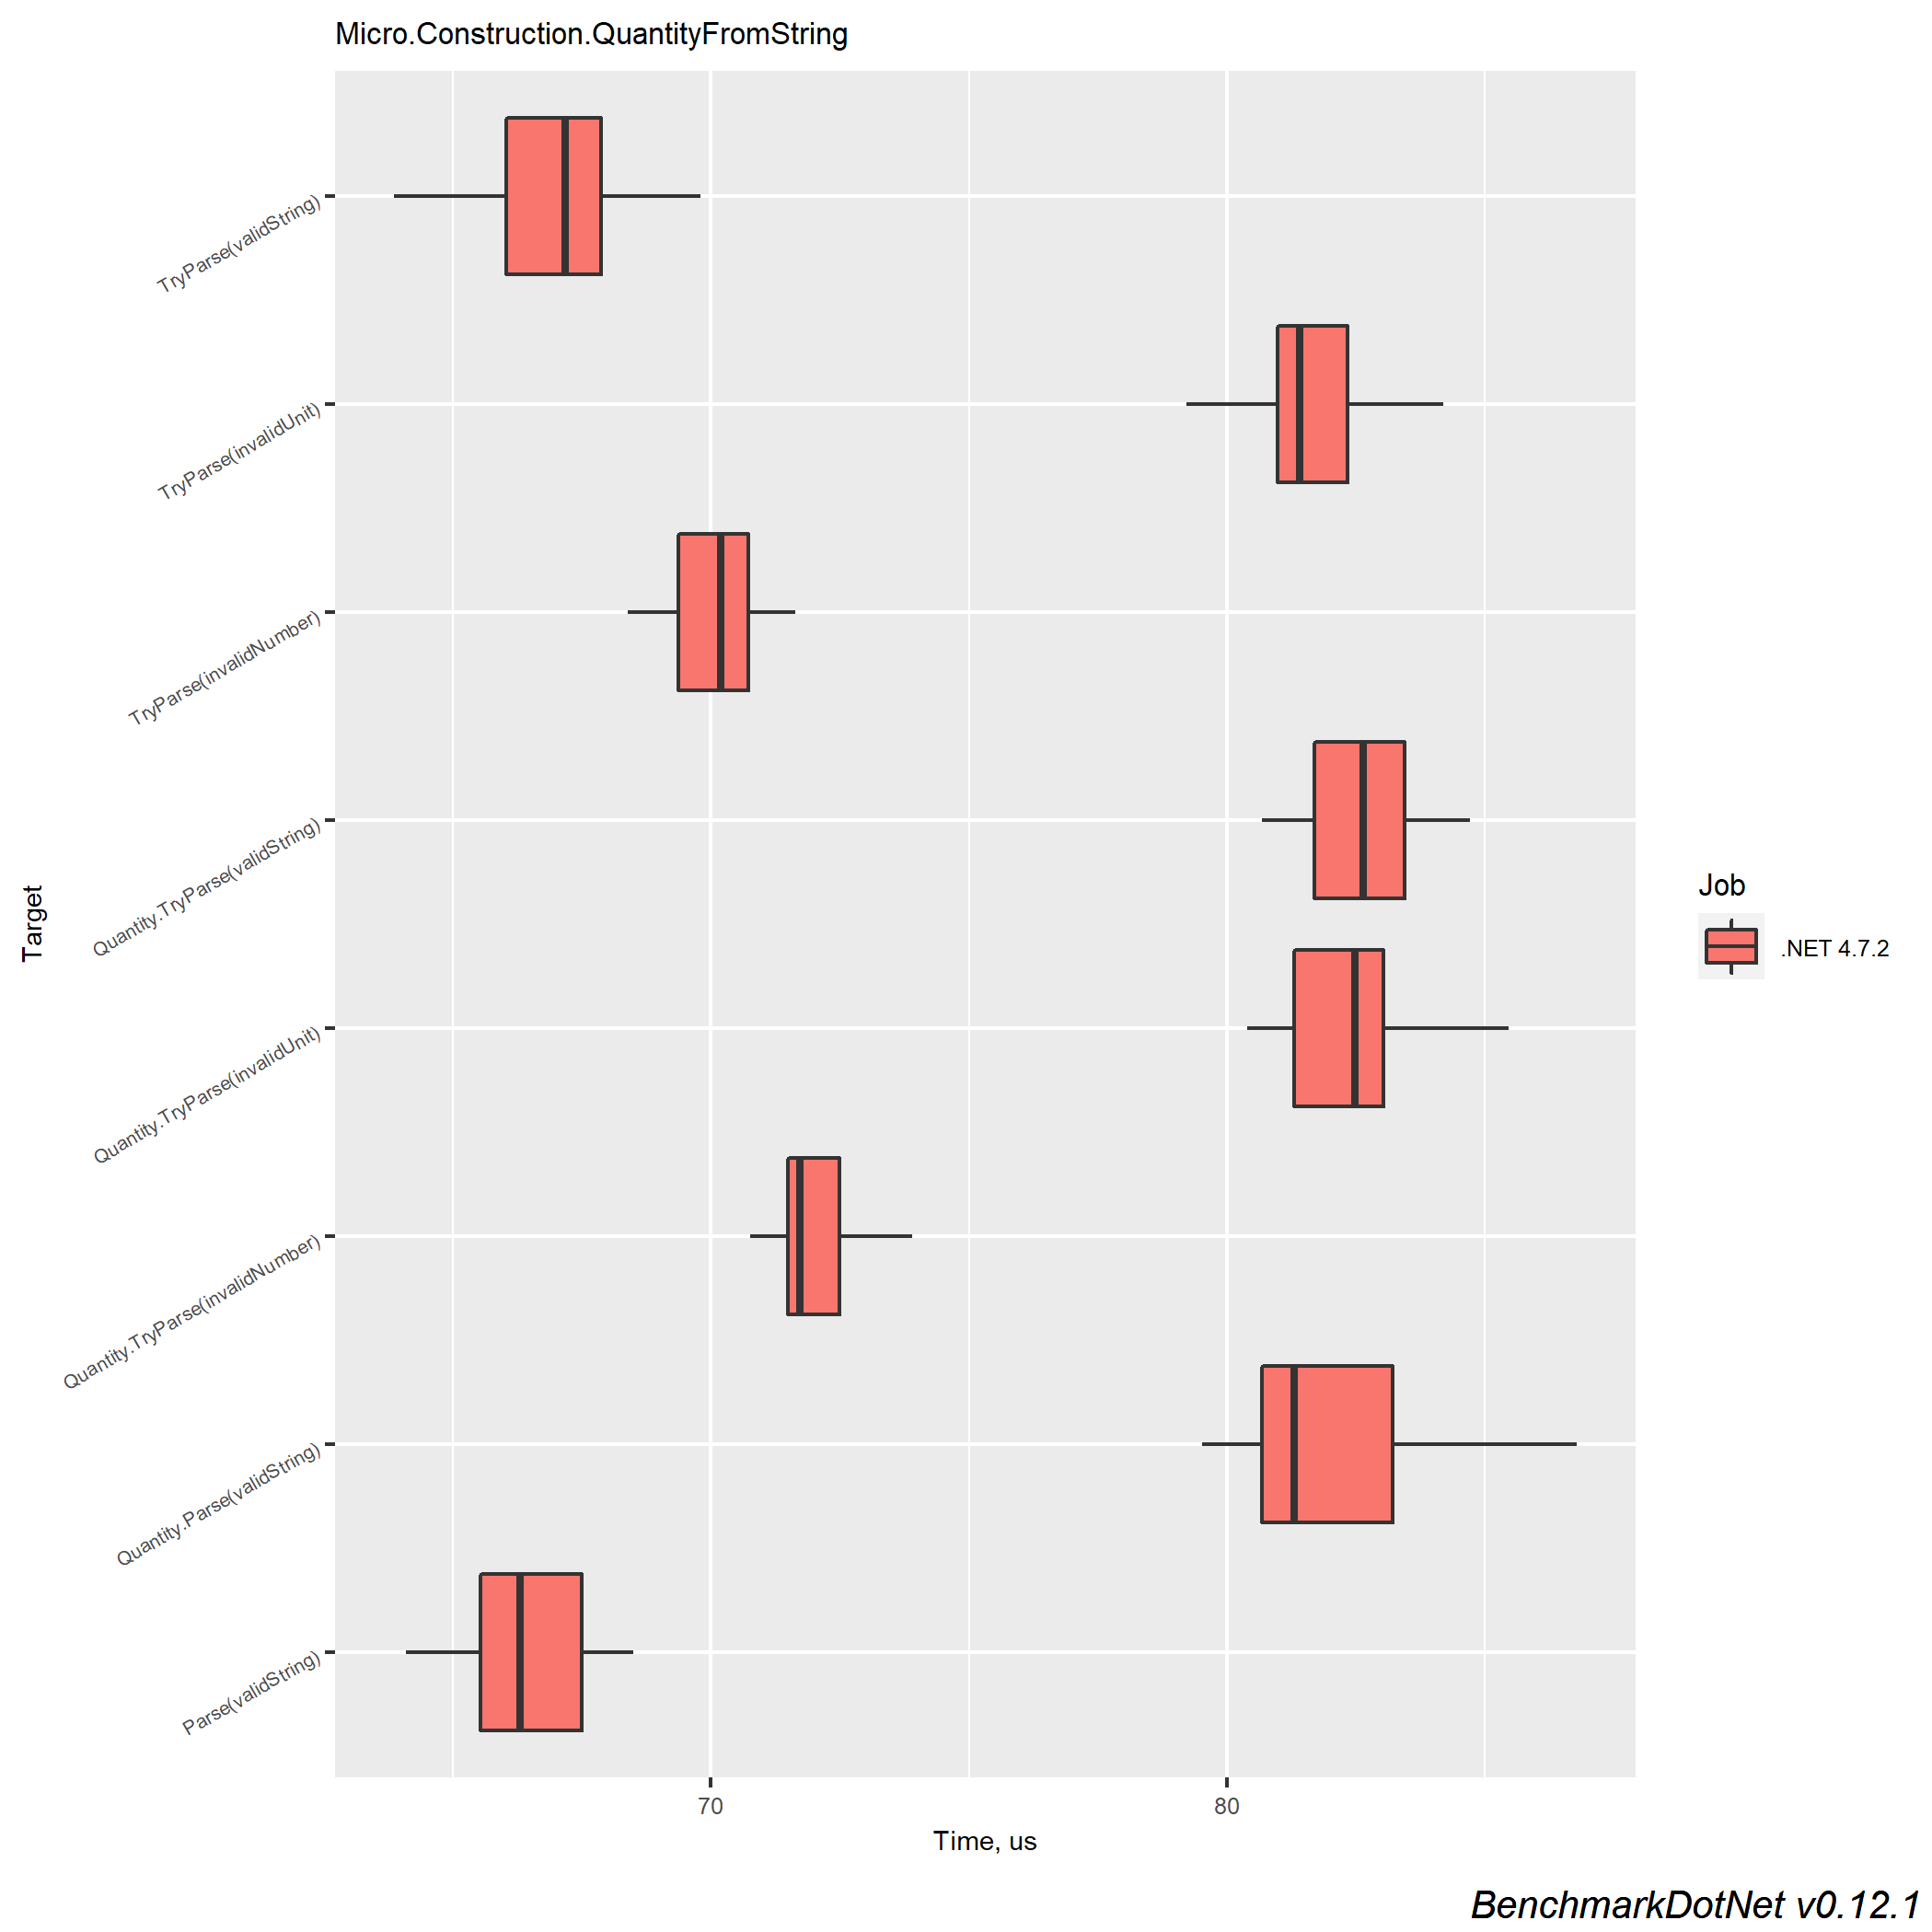 Micro.Construction.QuantityFromString
TryParse(validString)
TryParse(invalidUnit)
TryParse(invalidNumber)
Quantity.TryParse(validString)
Quantity.TryParse(invalidUnit)
Quantity.TryParse(invalidNumber)
Quantity.Parse(validString)
Parse(validString)
Target
70
80
Time, us
Job
.NET 4.7.2
BenchmarkDotNet v0.12.1